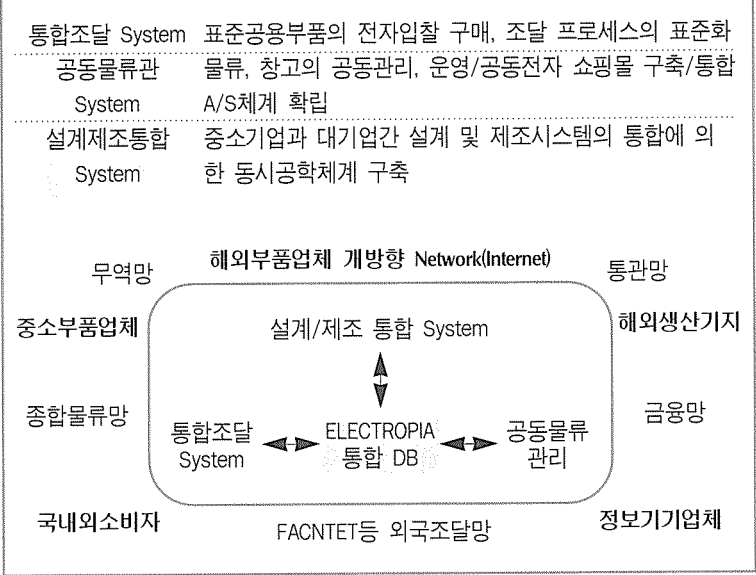 통합조달 System 표준공용부품의 전자입찰 구매, 조달 프로세스의 표준화
공동물류관 물류, 창고의 공동관리, 운영/공동전자 쇼핑몰 구축/통합
System A/S체계 확립
설계제조통합 중소기업과 대기업간 설계 및 제조시스템의 통합에 의
System 한 동시공학체계 구축
해외부품업체 개방향 Network(Internet)
무역망 통관망
중소부품업체 설계/제조 통합 System 해외생산기지
종합물류망 금융망
통합조달 ELECTROPIA 공동물류
System 통합 DB 관리
국내외소비자 FACNTET등 외국조달망 정보기기업체